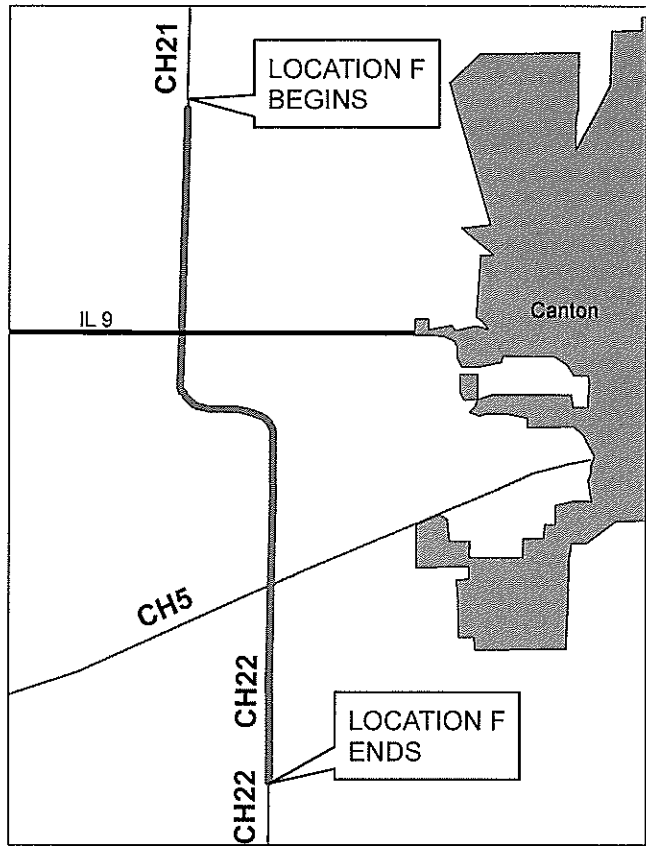 CH21
LOCATION F
BEGINS
IL 9
Canton
CH5
CH22
LOCATION F
ENDS
CH22